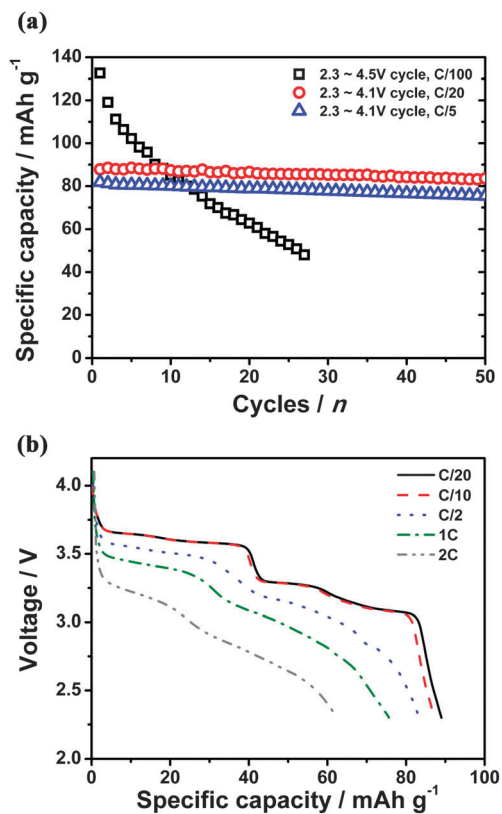 (a)
140
120
100
80
60
40
20
0
Specific capacity / mAh g⁻¹
2.3 ~ 4.5V cycle, C/100
2.3 ~ 4.1V cycle, C/20
2.3 ~ 4.1V cycle, C/5
0 10 20 30 40 50
Cycles / n
(b)
4.0
3.5
3.0
2.5
2.0
Voltage / V
C/20
C/10
C/2
1C
2C
0 20 40 60 80 100
Specific capacity / mAh g⁻¹